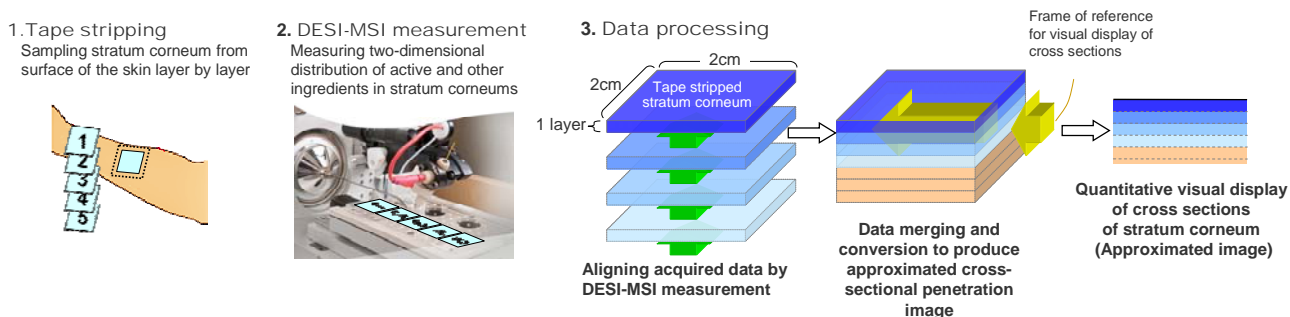 1.Tape stripping
Sampling stratum corneum from
surface of the skin layer by layer
1
2
3
4
5
2. DESI-MSI measurement
Measuring two-dimensional
distribution of active and other
ingredients in stratum corneums
3. Data processing
2cm
2cm
Tape stripped
stratum corneum
1 layer
Aligning acquired data by
DESI-MSI measurement
Data merging and
conversion to produce
approximated cross-
sectional penetration
image
Frame of reference
for visual display of
cross sections
Quantitative visual display
of cross sections
of stratum corneum
(Approximated image)